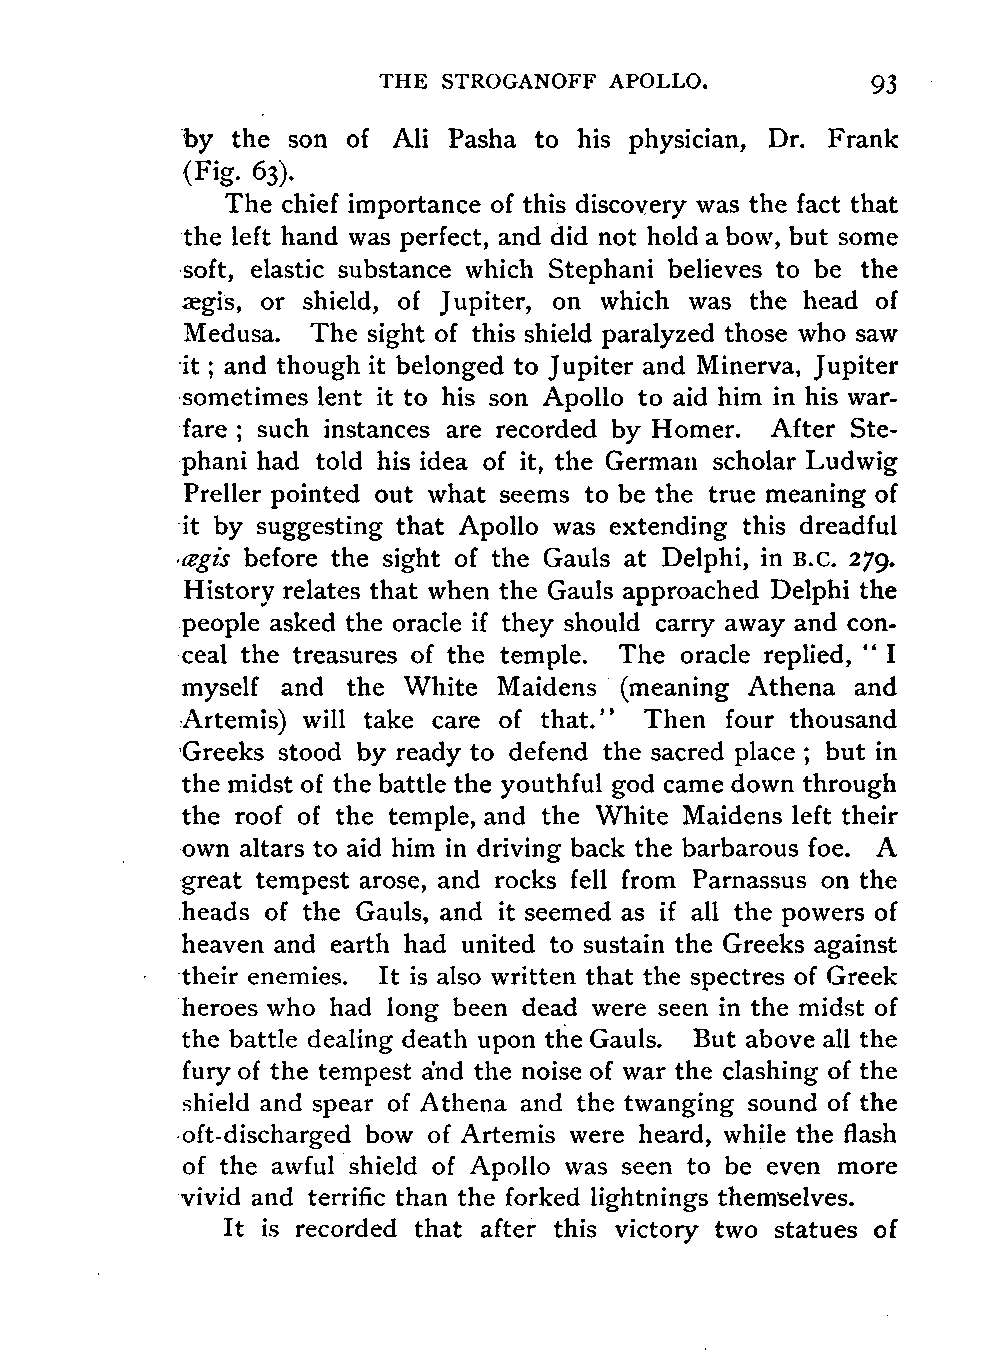 THE STROGANOFF APOLLO. 93
by the son of Ali Pasha to his physician, Dr. Frank
(Fig. 63).
The chief importance of this discovery was the fact that
the left hand was perfect, and did not hold a bow, but some
soft, elastic substance which Stephani believes to be the
ægis, or shield, of Jupiter, on which was the head of
Medusa. The sight of this shield paralyzed those who saw
it ; and though it belonged to Jupiter and Minerva, Jupiter
sometimes lent it to his son Apollo to aid him in his war-
fare ; such instances are recorded by Homer. After Ste-
phani had told his idea of it, the German scholar Ludwig
Preller pointed out what seems to be the true meaning of
it by suggesting that Apollo was extending this dreadful
ægis before the sight of the Gauls at Delphi, in B.C. 279.
History relates that when the Gauls approached Delphi the
people asked the oracle if they should carry away and con-
ceal the treasures of the temple. The oracle replied, "I
myself and the White Maidens (meaning Athena and
Artemis) will take care of that." Then four thousand
Greeks stood by ready to defend the sacred place ; but in
the midst of the battle the youthful god came down through
the roof of the temple, and the White Maidens left their
own altars to aid him in driving back the barbarous foe. A
great tempest arose, and rocks fell from Parnassus on the
heads of the Gauls, and it seemed as if all the powers of
heaven and earth had united to sustain the Greeks against
their enemies. It is also written that the spectres of Greek
heroes who had long been dead were seen in the midst of
the battle dealing death upon the Gauls. But above all the
fury of the tempest and the noise of war the clashing of the
shield and spear of Athena and the twanging sound of the
oft-discharged bow of Artemis were heard, while the flash
of the awful shield of Apollo was seen to be even more
vivid and terrific than the forked lightnings themselves.
It is recorded that after this victory two statues of